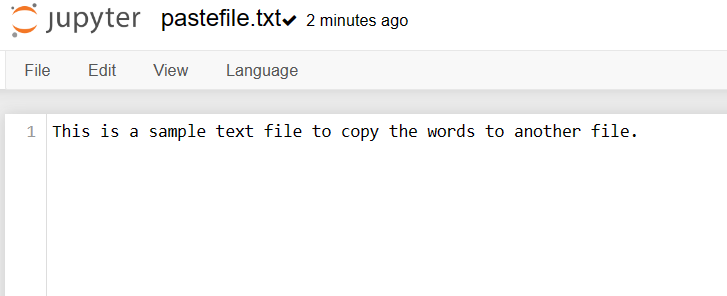 jupyter pastefile.txt✔ 2 minutes ago
File Edit View Language
1 This is a sample text file to copy the words to another file.